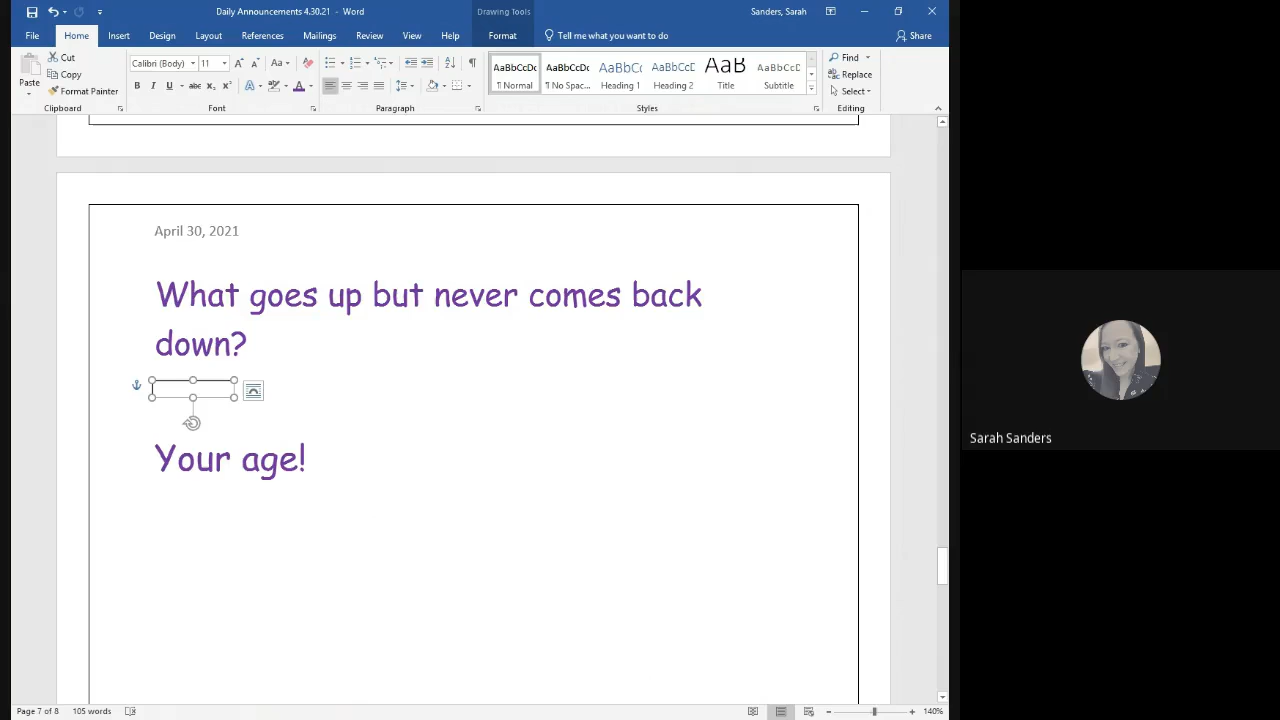 Daily Announcements 4.30.21 - Word
Drawing Tools
Sanders, Sarah
File Home Insert Design Layout References Mailings Review View Help Format Tell me what you want to do Share
Paste
Cut
Copy
Format Painter
Calibri (Body) 11
AaBbCcDc AaBbCcDc AaBbCc AaBbCcD AaB AaBbCcD
¶ Normal ¶ No Spac... Heading 1 Heading 2 Title Subtitle
Find
Replace
Select
Clipboard Font Paragraph Styles Editing
April 30, 2021
What goes up but never comes back
down?
Your age!
Sarah Sanders
Page 7 of 8 105 words 140%